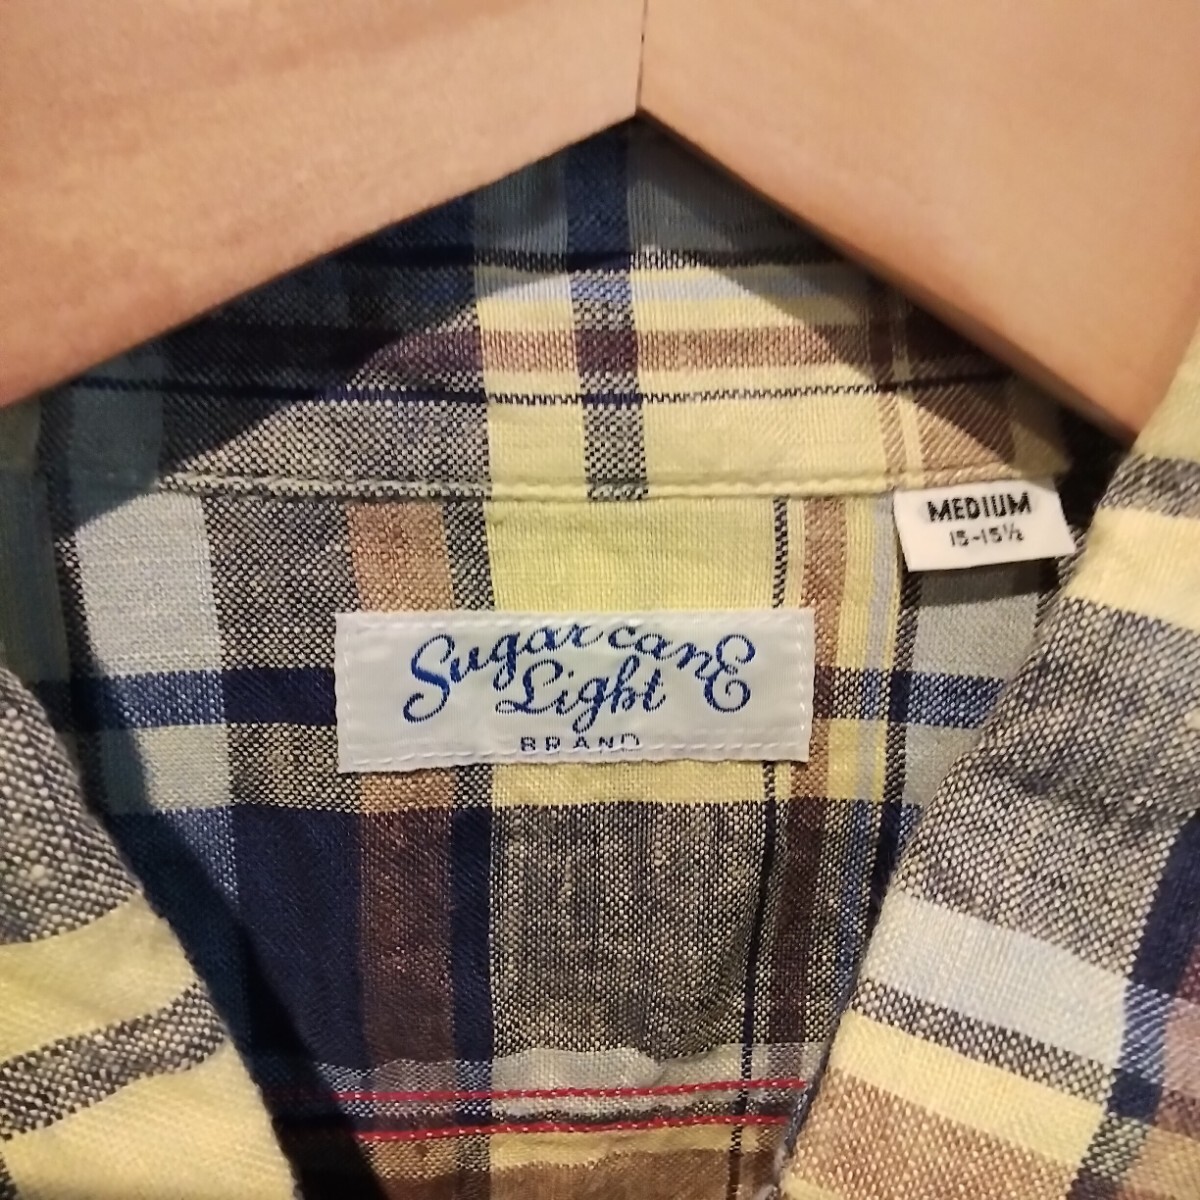 MEDIUM
15-15½
Sugar canE
Light
BRAND